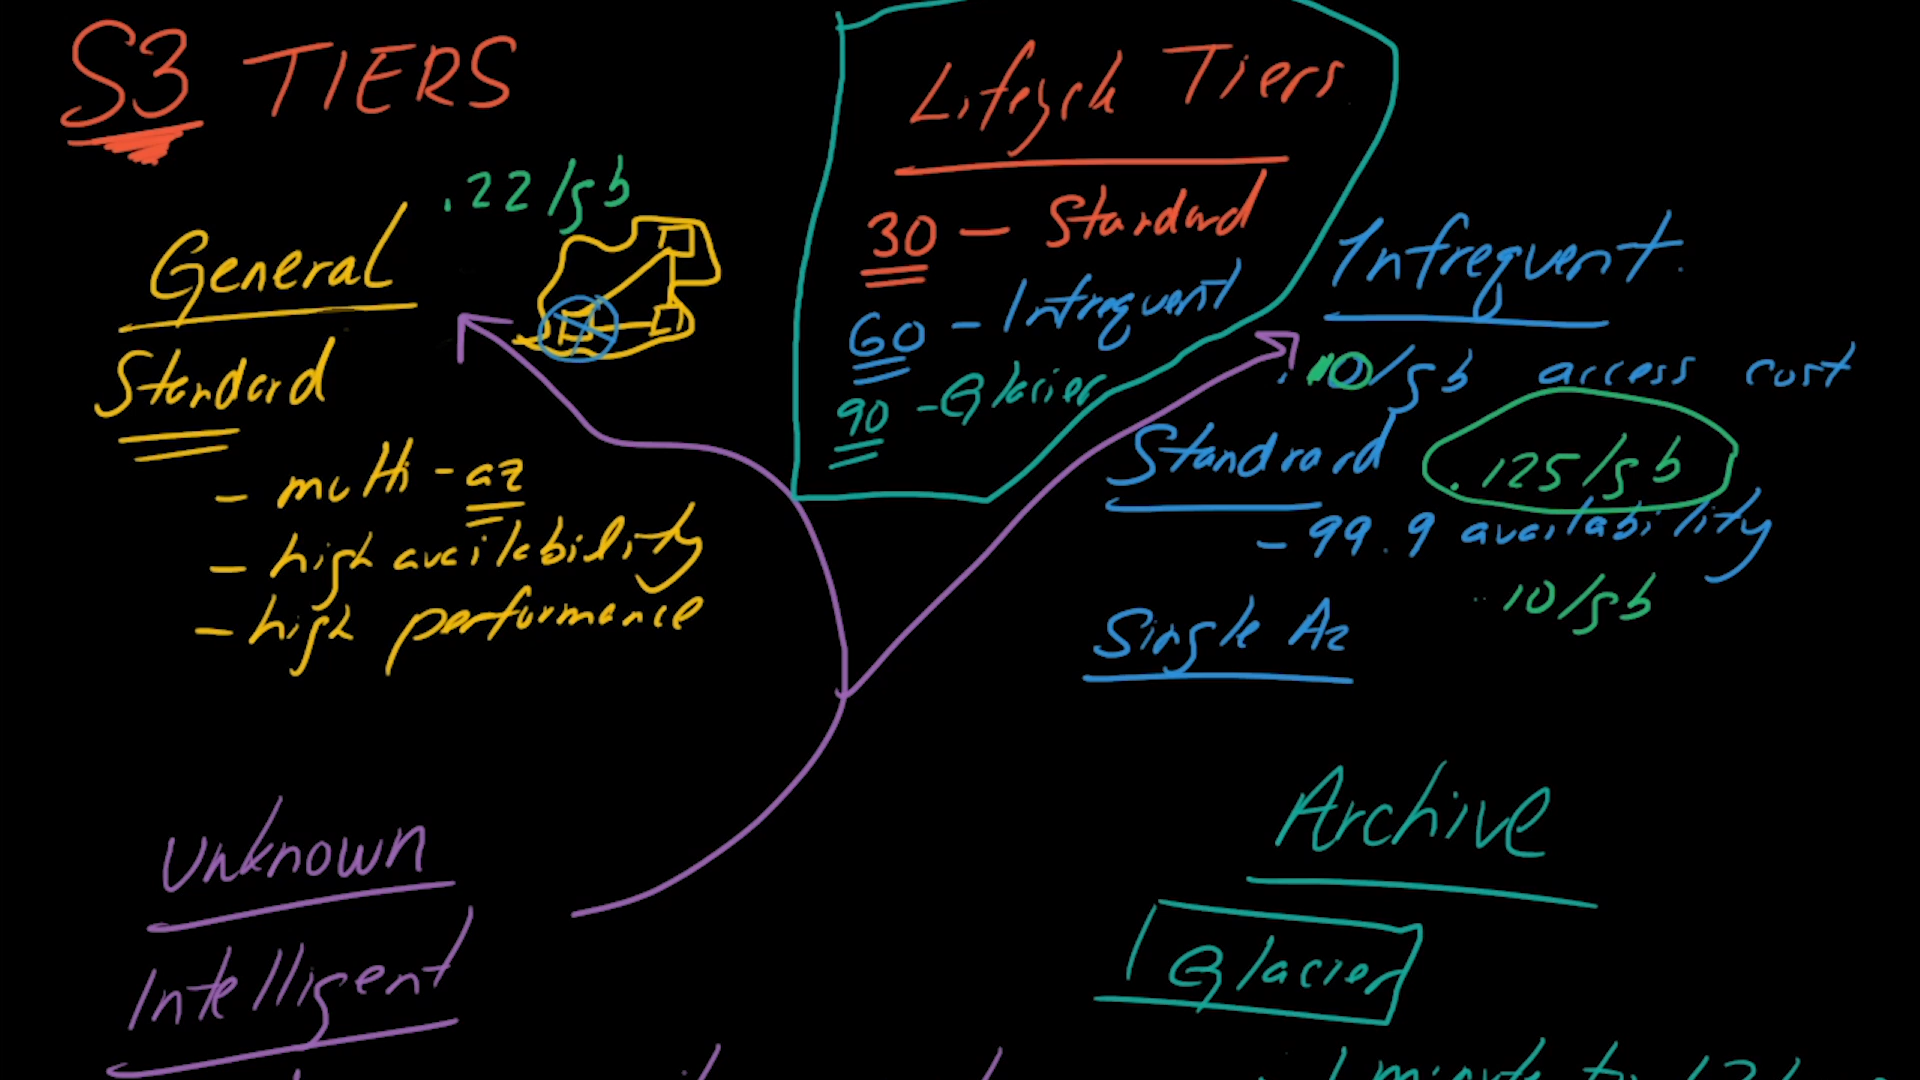 S3 TIERS
.22/gb
General
Standard
- multi-az
- high availability
- high performance
Lifecycle Tiers
30 - Standard
60 - Infrequent
90 - Glacier
Infrequent
.10/gb access cost
Standard
.125/gb
- 99.9 availability
.10/gb
Single Az
Unknown
Intelligent
Archive
Glacier